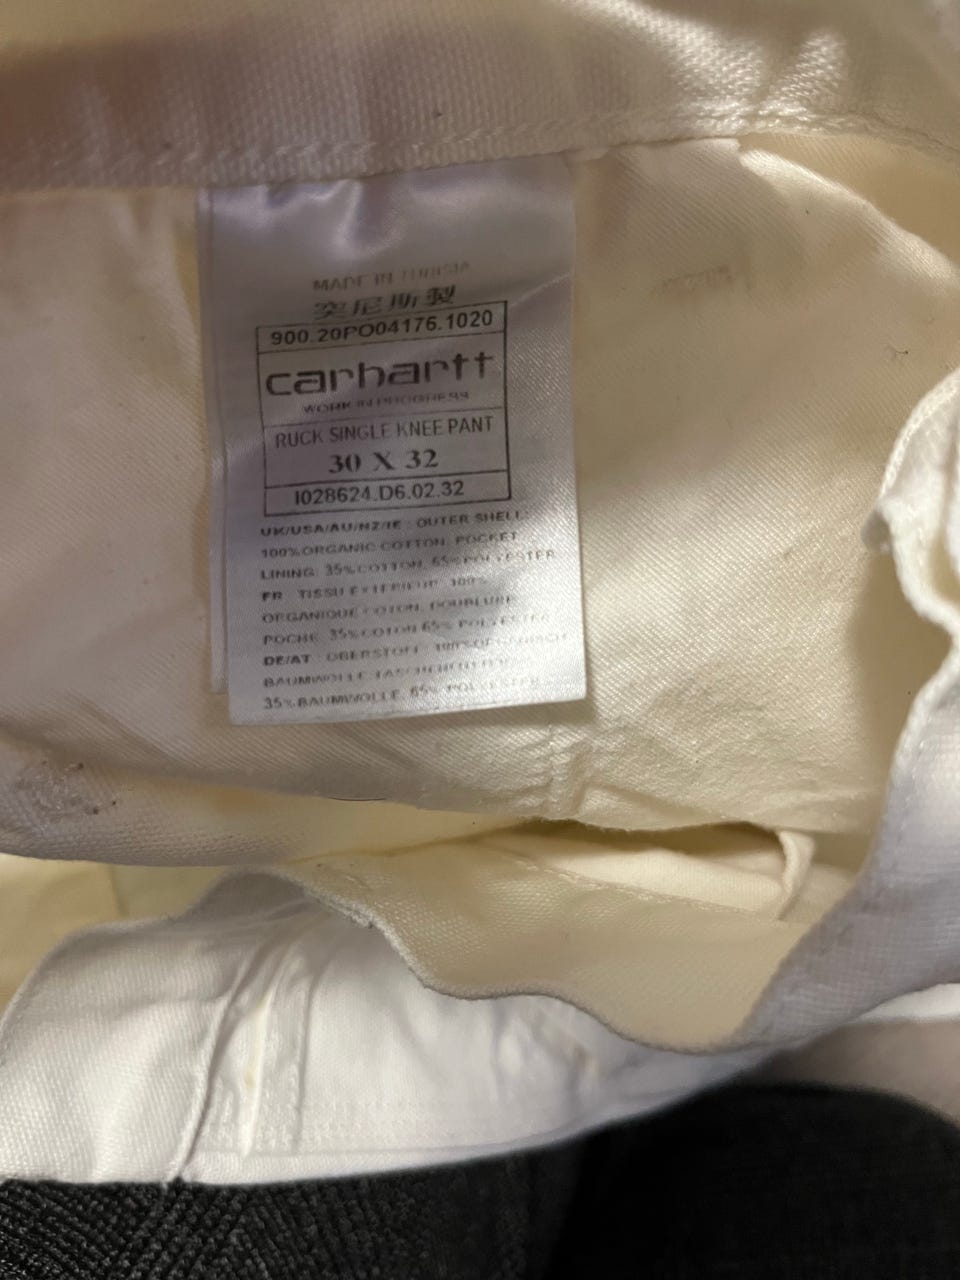 MADE IN TUNISIA
突尼斯製
900.20PO04176.1020
carhartt
WORK IN PROGRESS
RUCK SINGLE KNEE PANT
30 X 32
I028624.D6.02.32
UK/USA/AU/NZ/IE : OUTER SHELL:
100%ORGANIC COTTON, POCKET
LINING: 35%COTTON, 65%POLYESTER
FR : TISSU EXTERIEUR: 100%
ORGANIQUE COTON, DOUBLURE
POCHE: 35%COTON 65% POLYESTER
DE/AT : OBERSTOFF: 100%ORGANISCH
BAUMWOLLE,
35%BAUMWOLLE, 65% POLYESTER